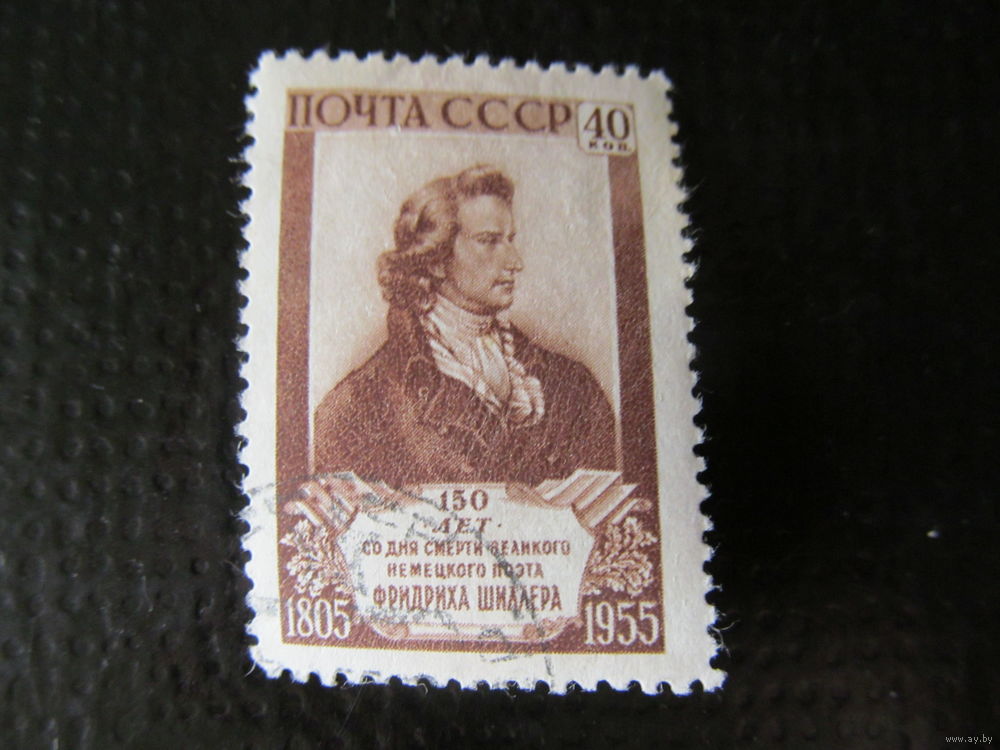 ПОЧТА СССР 40
КОП.
150
ЛЕТ
СО ДНЯ СМЕРТИ ВЕЛИКОГО
НЕМЕЦКОГО ПОЭТА
ФРИДРИХА ШИЛЛЕРА
1805 1955
www.ay.by